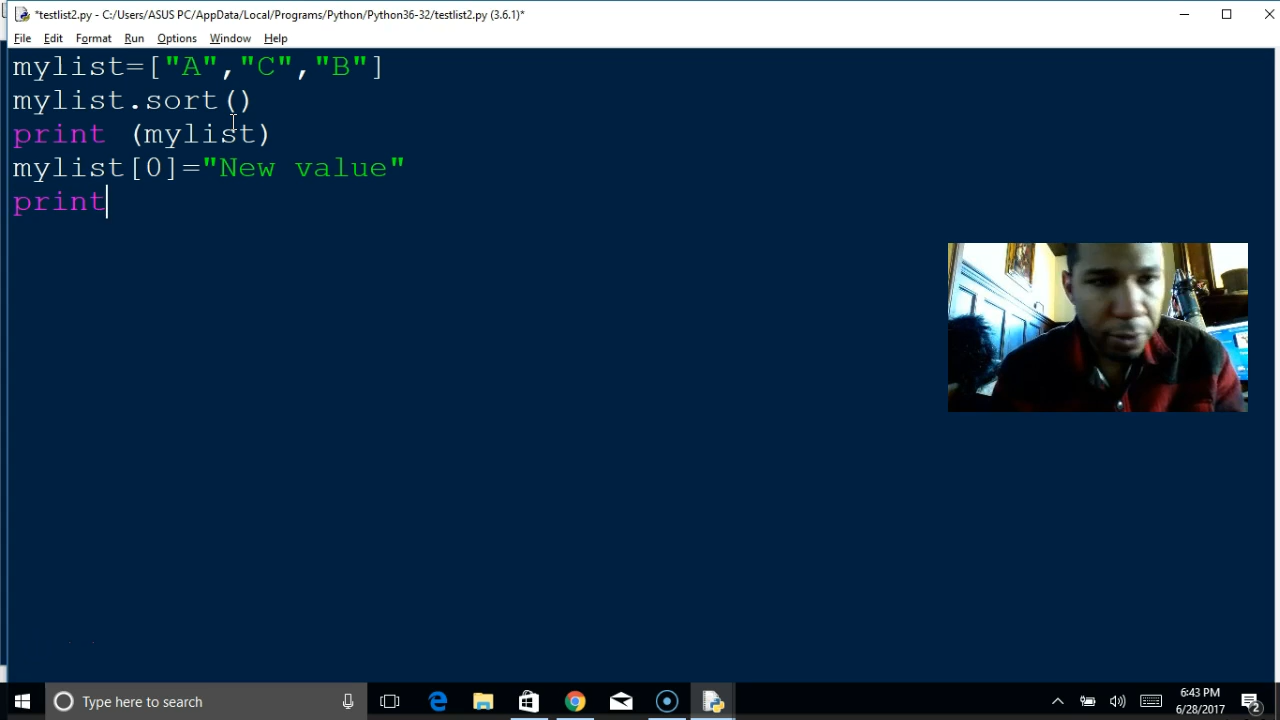 *testlist2.py - C:/Users/ASUS PC/AppData/Local/Programs/Python/Python36-32/testlist2.py (3.6.1)*
File Edit Format Run Options Window Help
mylist=["A","C","B"]
mylist.sort()
print (mylist)
mylist[0]="New value"
print
Type here to search
6:43 PM
6/28/2017
2